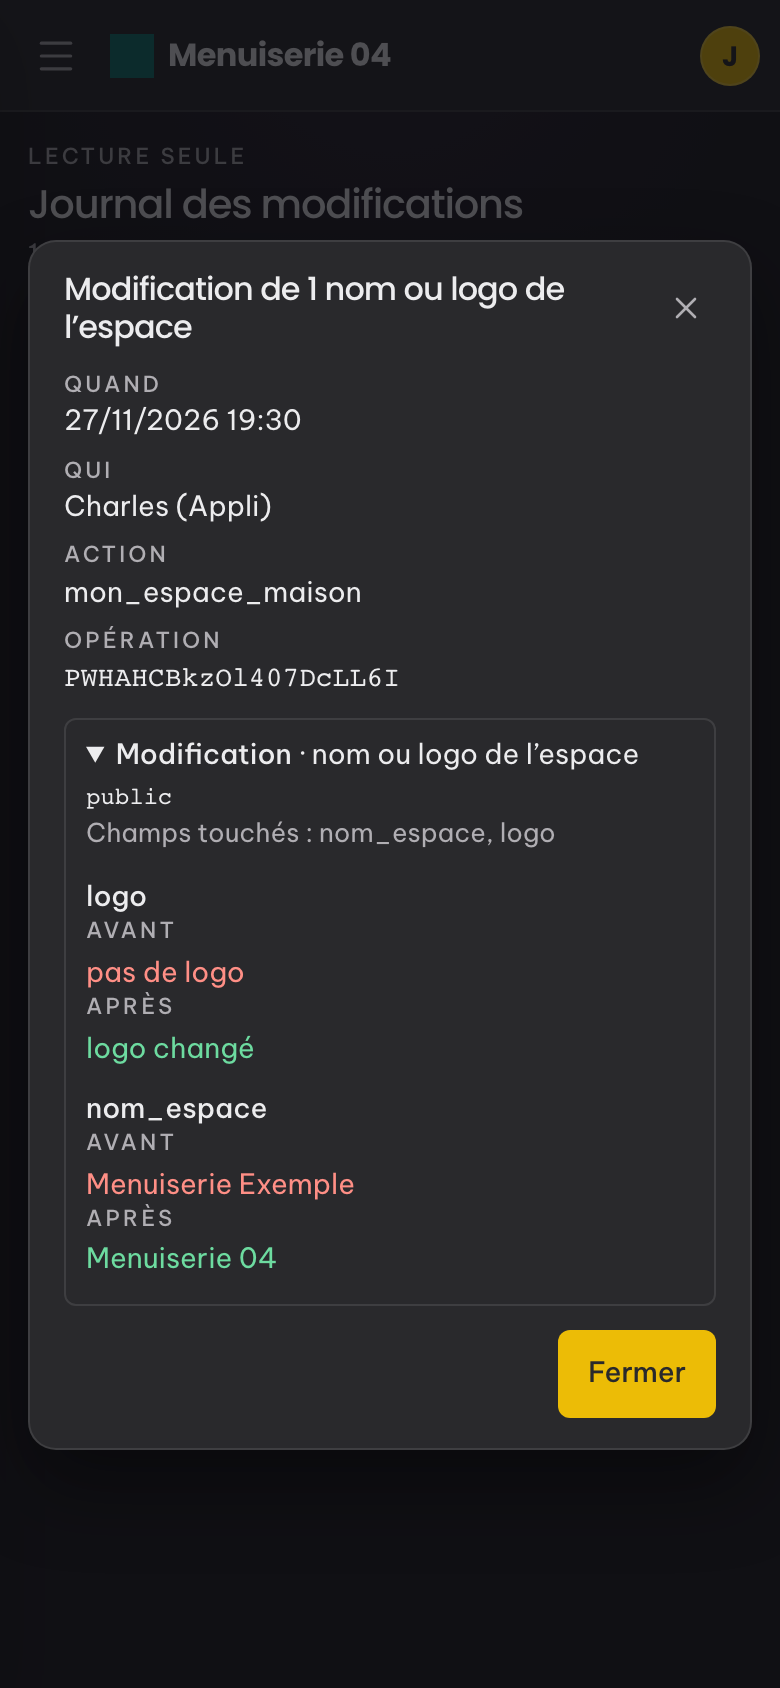 Menuiserie 04
J
LECTURE SEULE
Journal des modifications
Modification de 1 nom ou logo de
l’espace
QUAND
27/11/2026 19:30
QUI
Charles (Appli)
ACTION
mon_espace_maison
OPÉRATION
PWHAHCBkzOl407DcLL6I
▼ Modification · nom ou logo de l’espace
public
Champs touchés : nom_espace, logo
logo
AVANT
pas de logo
APRÈS
logo changé
nom_espace
AVANT
Menuiserie Exemple
APRÈS
Menuiserie 04
Fermer